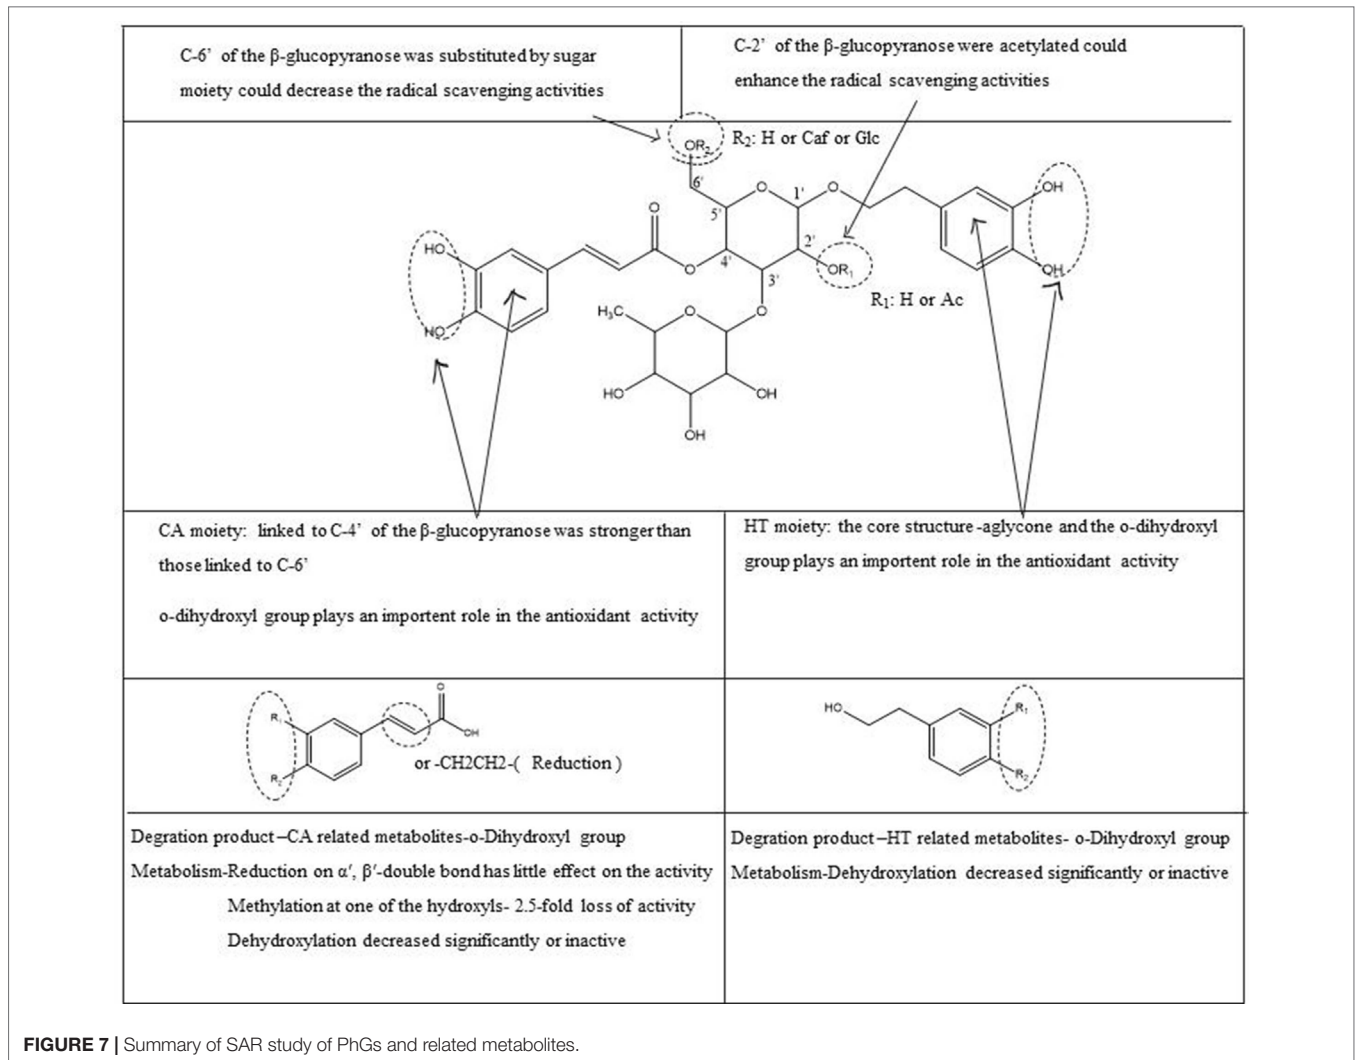 C-6’ of the β-glucopyranose was substituted by sugar
moiety could decrease the radical scavenging activities
C-2’ of the β-glucopyranose were acetylated could
enhance the radical scavenging activities
OR₂
R₂: H or Caf or Glc
6'
O
1'
O
OH
O
5'
HO
2'
4'
O
OR₁
OH
3'
R₁: H or Ac
HO
H₃C
O
O
HO
OH
OH
CA moiety: linked to C-4’ of the β-glucopyranose was stronger than
those linked to C-6’
o-dihydroxyl group plays an importent role in the antioxidant activity
HT moiety: the core structure -aglycone and the o-dihydroxyl
group plays an importent role in the antioxidant activity
O
R₁
OH
R₂
or -CH2CH2-( Reduction )
HO
R₁
R₂
Degration product–CA related metabolites-o-Dihydroxyl group
Metabolism-Reduction on α′, β′-double bond has little effect on the activity
Methylation at one of the hydroxyls- 2.5-fold loss of activity
Dehydroxylation decreased significantly or inactive
Degration product–HT related metabolites- o-Dihydroxyl group
Metabolism-Dehydroxylation decreased significantly or inactive
FIGURE 7 | Summary of SAR study of PhGs and related metabolites.